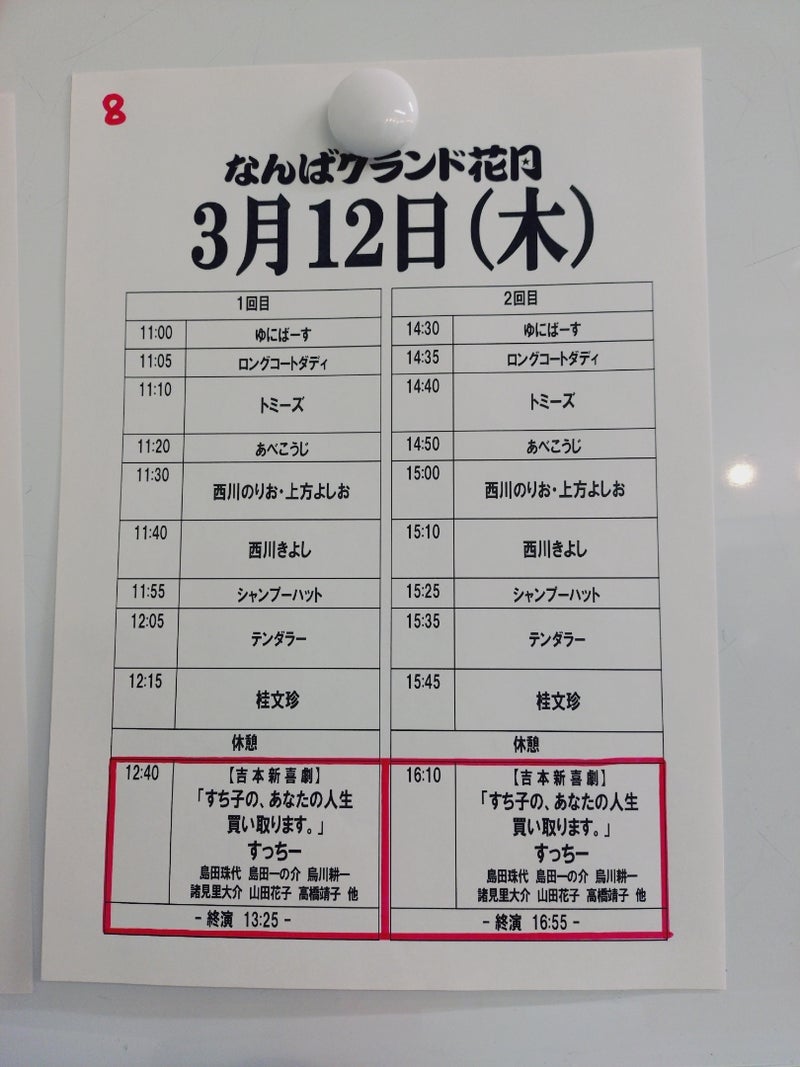 8
なんばグランド花月
3月12日(木)
1回目
11:00 ゆにばーす
11:05 ロングコートダディ
11:10 トミーズ
11:20 あべこうじ
11:30 西川のりお・上方よしお
11:40 西川きよし
11:55 シャンプーハット
12:05 テンダラー
12:15 桂文珍
休憩
12:40 【吉本新喜劇】
「すち子の、あなたの人生
買い取ります。」
すっちー
島田珠代 島田一の介 烏川耕一
諸見里大介 山田花子 高橋靖子 他
- 終演 13:25 -
2回目
14:30 ゆにばーす
14:35 ロングコートダディ
14:40 トミーズ
14:50 あべこうじ
15:00 西川のりお・上方よしお
15:10 西川きよし
15:25 シャンプーハット
15:35 テンダラー
15:45 桂文珍
休憩
16:10 【吉本新喜劇】
「すち子の、あなたの人生
買い取ります。」
すっちー
島田珠代 島田一の介 烏川耕一
諸見里大介 山田花子 高橋靖子 他
- 終演 16:55 -